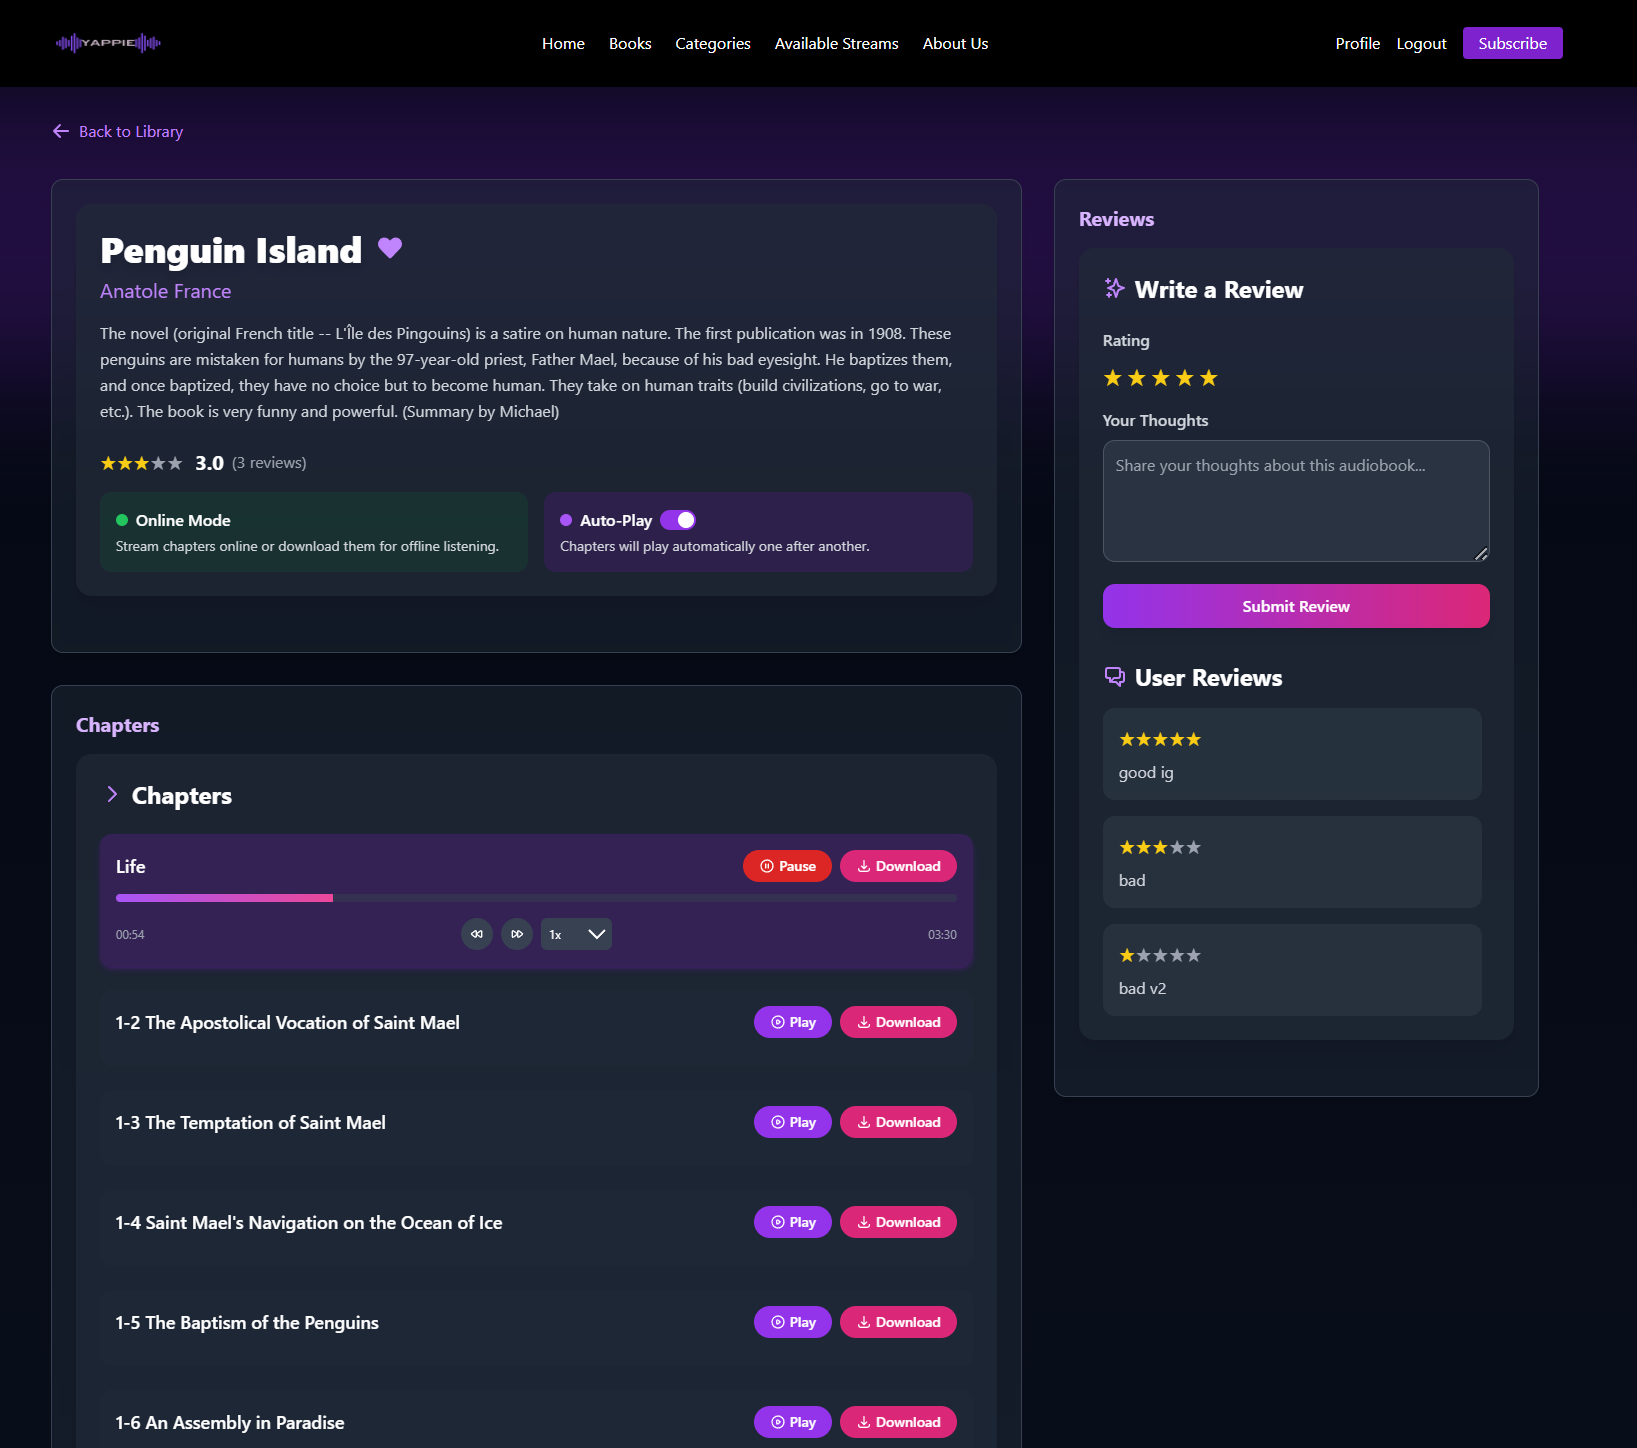 YAPPIE
Home Books Categories Available Streams About Us
Profile Logout Subscribe
Back to Library
Penguin Island
Anatole France
The novel (original French title -- L'Île des Pingouins) is a satire on human nature. The first publication was in 1908. These
penguins are mistaken for humans by the 97-year-old priest, Father Mael, because of his bad eyesight. He baptizes them,
and once baptized, they have no choice but to become human. They take on human traits (build civilizations, go to war,
etc.). The book is very funny and powerful. (Summary by Michael)
3.0 (3 reviews)
Online Mode
Stream chapters online or download them for offline listening.
Auto-Play
Chapters will play automatically one after another.
Chapters
Chapters
Life
Pause Download
00:54 1x 03:30
1-2 The Apostolical Vocation of Saint Mael
Play Download
1-3 The Temptation of Saint Mael
Play Download
1-4 Saint Mael's Navigation on the Ocean of Ice
Play Download
1-5 The Baptism of the Penguins
Play Download
1-6 An Assembly in Paradise
Play Download
Reviews
Write a Review
Rating
Your Thoughts
Share your thoughts about this audiobook...
Submit Review
User Reviews
good ig
bad
bad v2